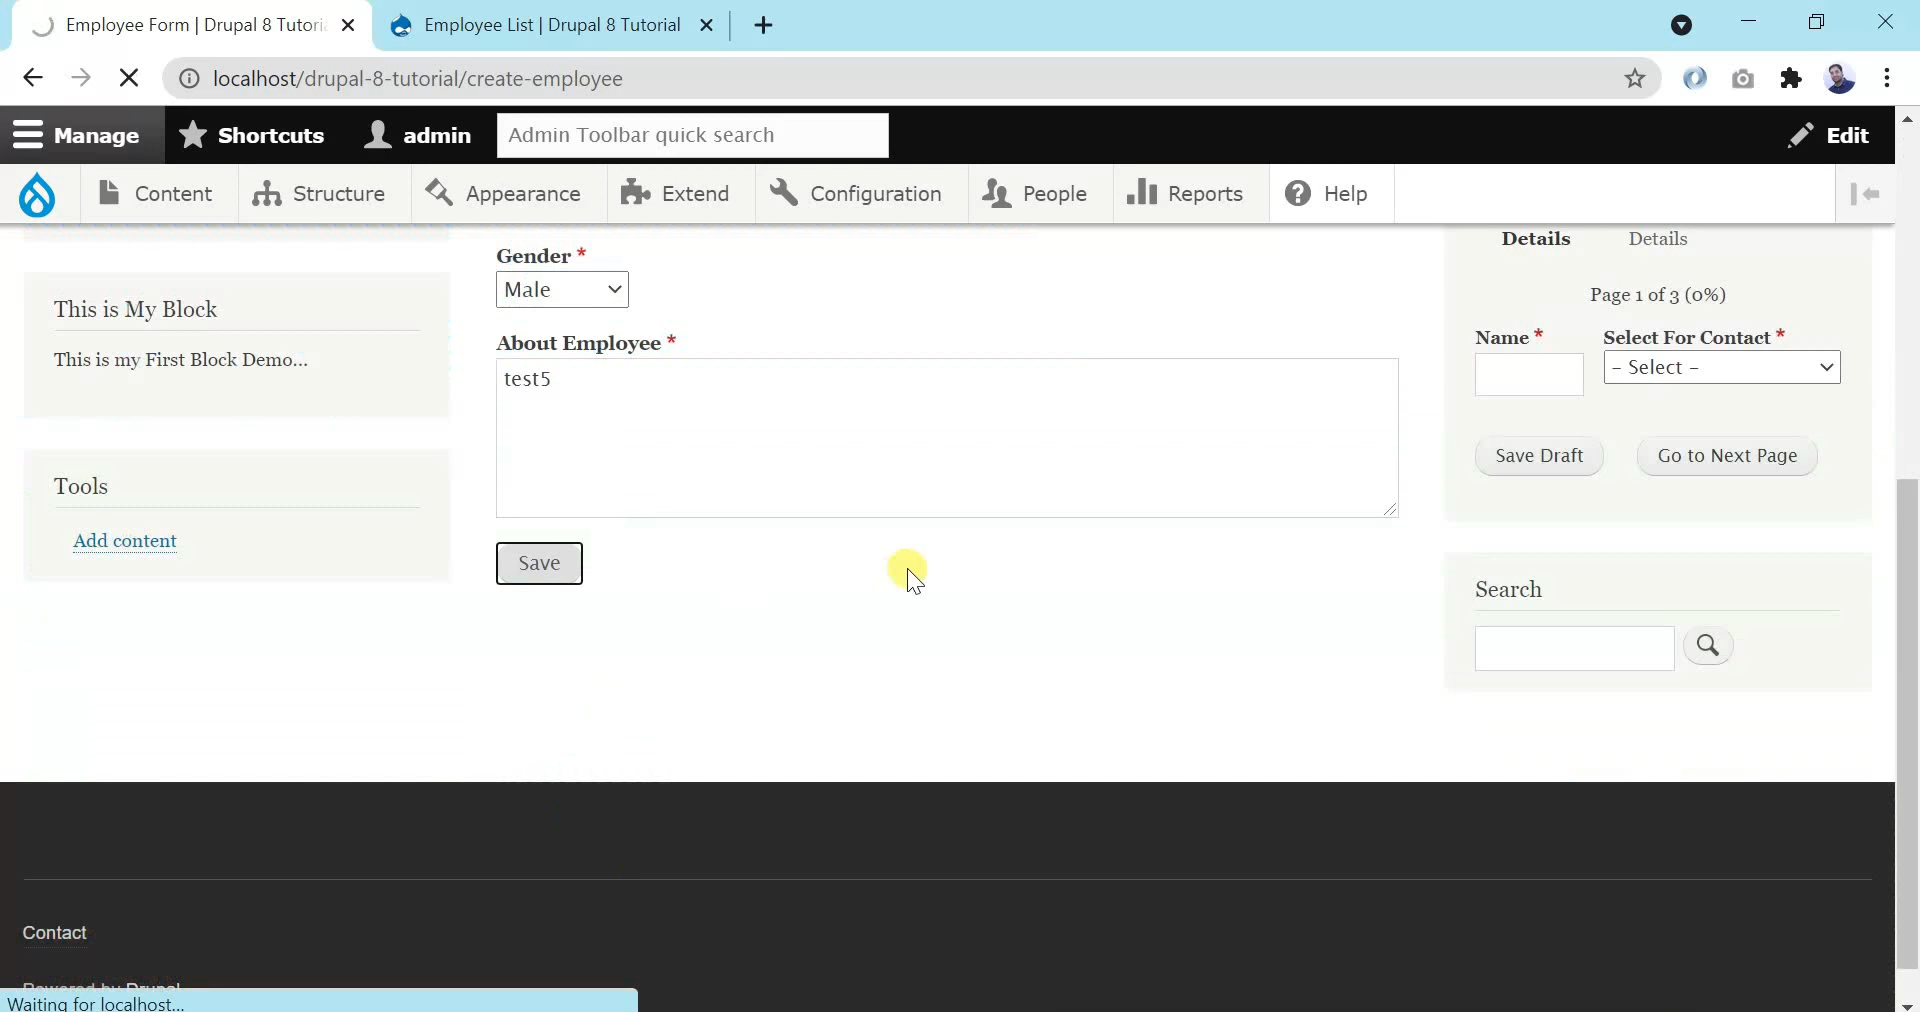 Employee Form | Drupal 8 Tutori
Employee List | Drupal 8 Tutorial
localhost/drupal-8-tutorial/create-employee
Manage
Shortcuts
admin
Admin Toolbar quick search
Edit
Content
Structure
Appearance
Extend
Configuration
People
Reports
Help
This is My Block
This is my First Block Demo...
Tools
Add content
Gender *
Male
About Employee *
test5
Save
Details
Details
Page 1 of 3 (0%)
Name *
Select For Contact *
- Select -
Save Draft
Go to Next Page
Search
Contact
Powered by Drupal
Waiting for localhost...